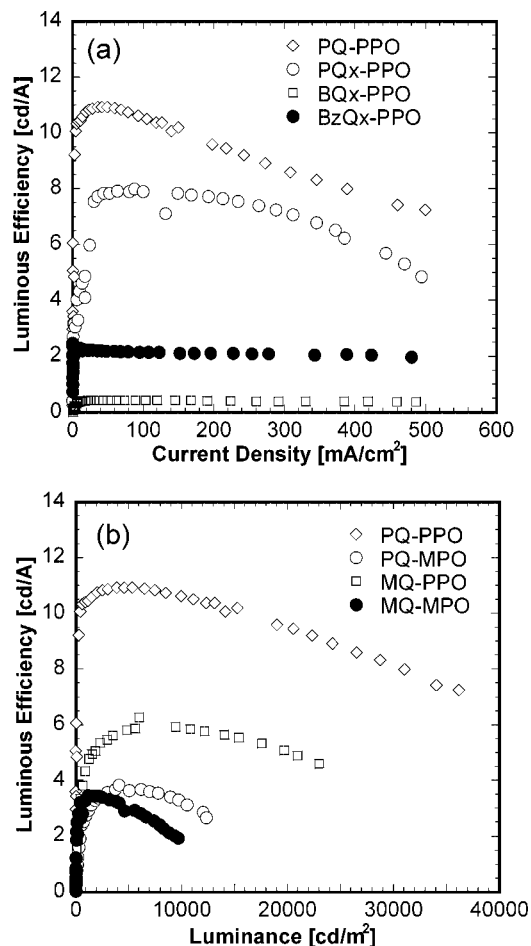 (a)
PQ-PPO
PQx-PPO
BQx-PPO
BzQx-PPO
Luminous Efficiency [cd/A]
14
12
10
8
6
4
2
0
0 100 200 300 400 500 600
Current Density [mA/cm²]
(b)
PQ-PPO
PQ-MPO
MQ-PPO
MQ-MPO
Luminous Efficiency [cd/A]
14
12
10
8
6
4
2
0
0 10000 20000 30000 40000
Luminance [cd/m²]